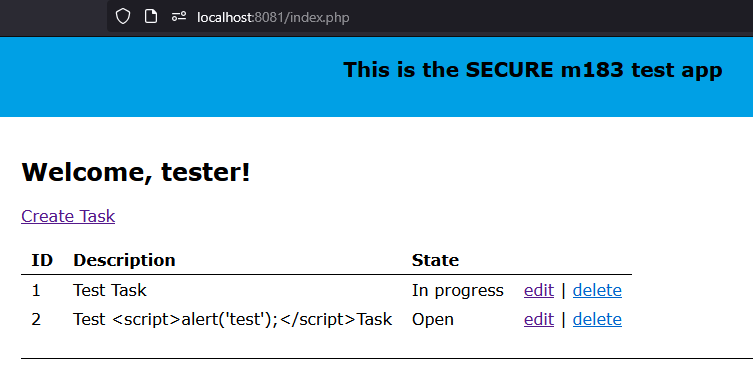 localhost:8081/index.php
This is the SECURE m183 test app
Welcome, tester!
Create Task
ID Description State
1 Test Task In progress edit | delete
2 Test <script>alert('test');</script>Task Open edit | delete